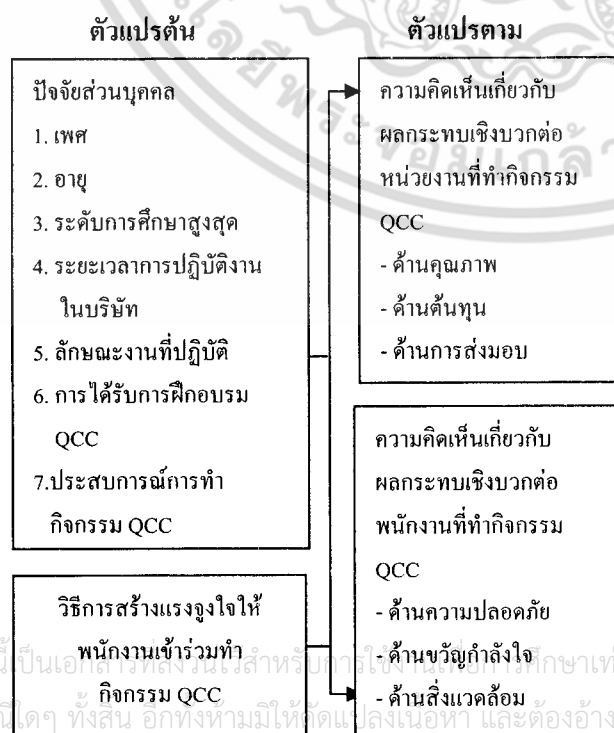 ตัวแปรต้น
ปัจจัยส่วนบุคคล
1. เพศ
2. อายุ
3. ระดับการศึกษาสูงสุด
4. ระยะเวลาการปฏิบัติงาน
ในบริษัท
5. ลักษณะงานที่ปฏิบัติ
6. การได้รับการฝึกอบรม
QCC
7.ประสบการณ์การทำ
กิจกรรม QCC
วิธีการสร้างแรงจูงใจให้
พนักงานเข้าร่วมทำ
กิจกรรม QCC
ตัวแปรตาม
ความคิดเห็นเกี่ยวกับ
ผลกระทบเชิงบวกต่อ
หน่วยงานที่ทำกิจกรรม
QCC
- ด้านคุณภาพ
- ด้านต้นทุน
- ด้านการส่งมอบ
ความคิดเห็นเกี่ยวกับ
ผลกระทบเชิงบวกต่อ
พนักงานที่ทำกิจกรรม
QCC
- ด้านความปลอดภัย
- ด้านขวัญกำลังใจ
- ด้านสิ่งแวดล้อม